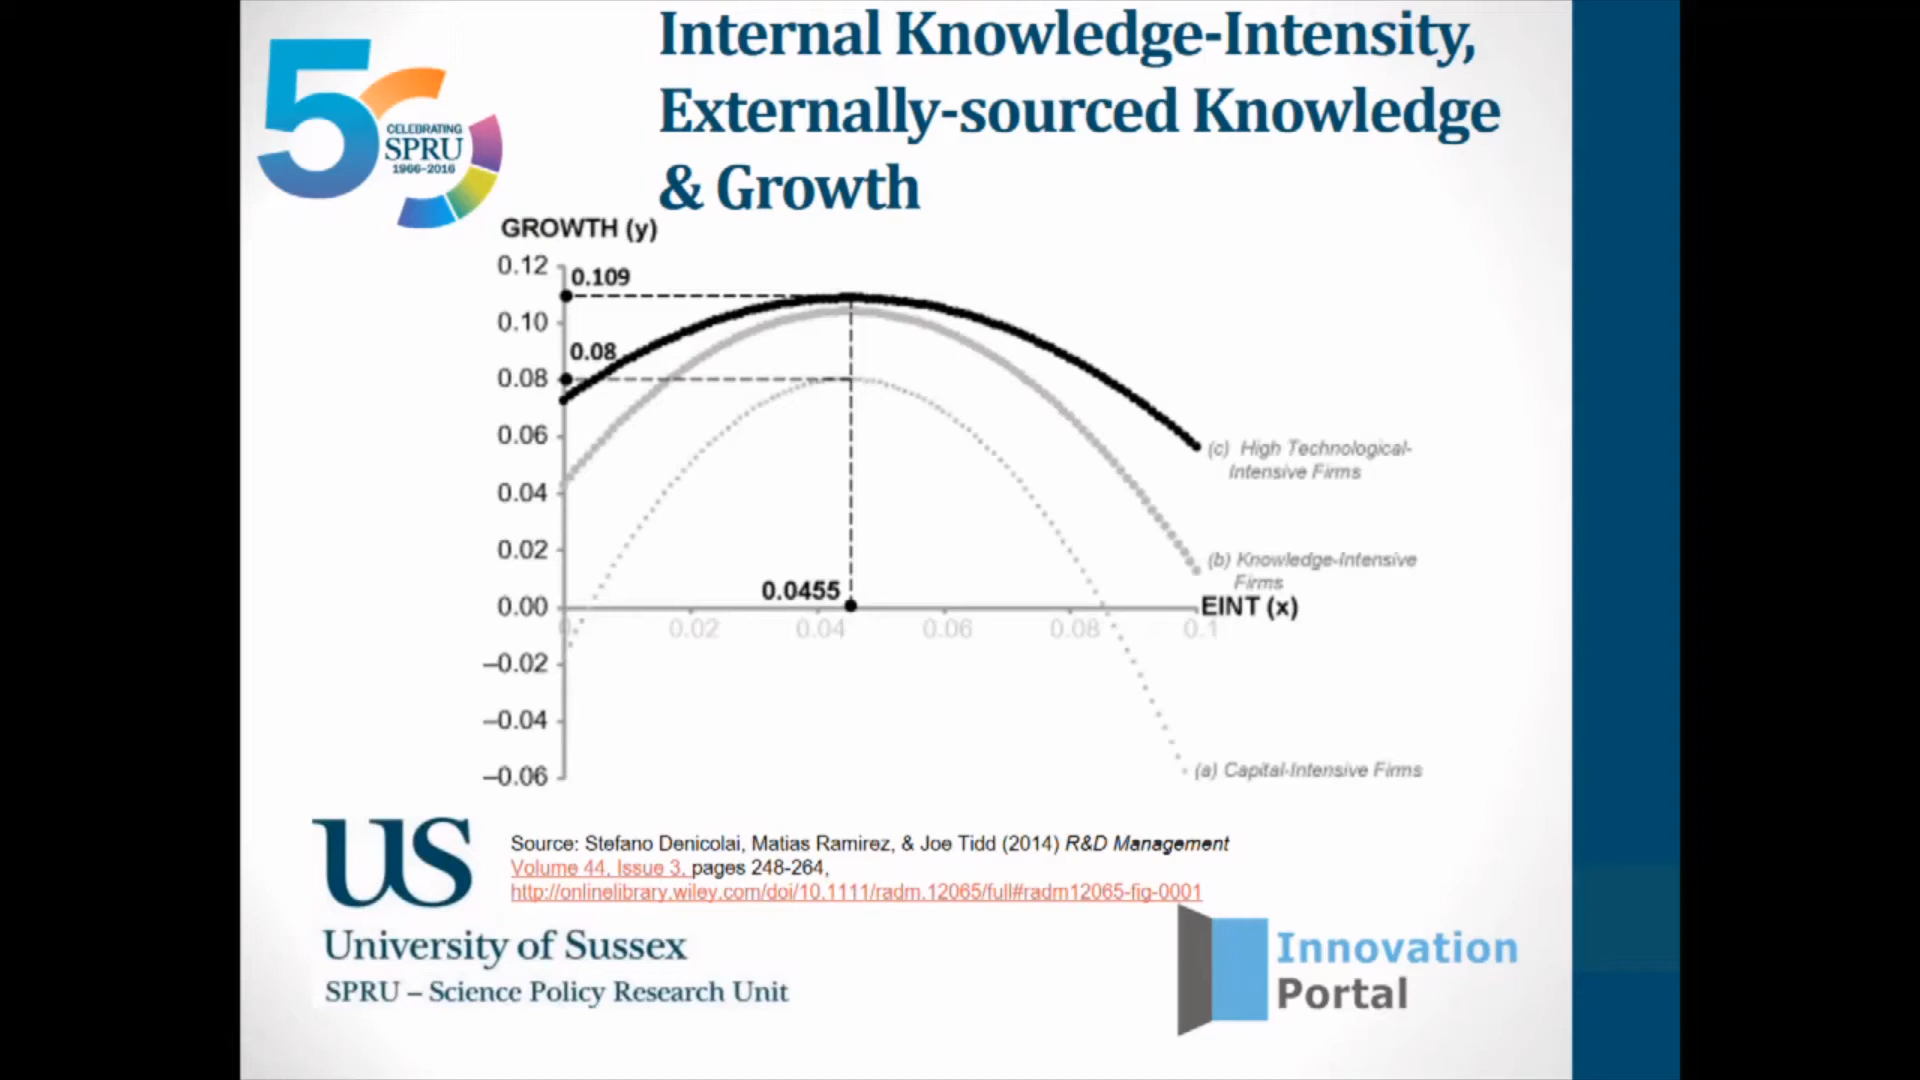 Internal Knowledge-Intensity,
Externally-sourced Knowledge
& Growth
50
CELEBRATING
SPRU
1966-2016
GROWTH (y)
0.12
0.109
0.10
0.08
0.08
0.06
0.04
0.02
0.00
–0.02
–0.04
–0.06
0.0455
0
0.02
0.04
0.06
0.08
0.1
EINT (x)
(c) High Technological-
Intensive Firms
(b) Knowledge-Intensive
Firms
(a) Capital-Intensive Firms
Source: Stefano Denicolai, Matias Ramirez, & Joe Tidd (2014) R&D Management
Volume 44, Issue 3, pages 248-264,
http://onlinelibrary.wiley.com/doi/10.1111/radm.12065/full#radm12065-fig-0001
US
University of Sussex
SPRU – Science Policy Research Unit
Innovation
Portal